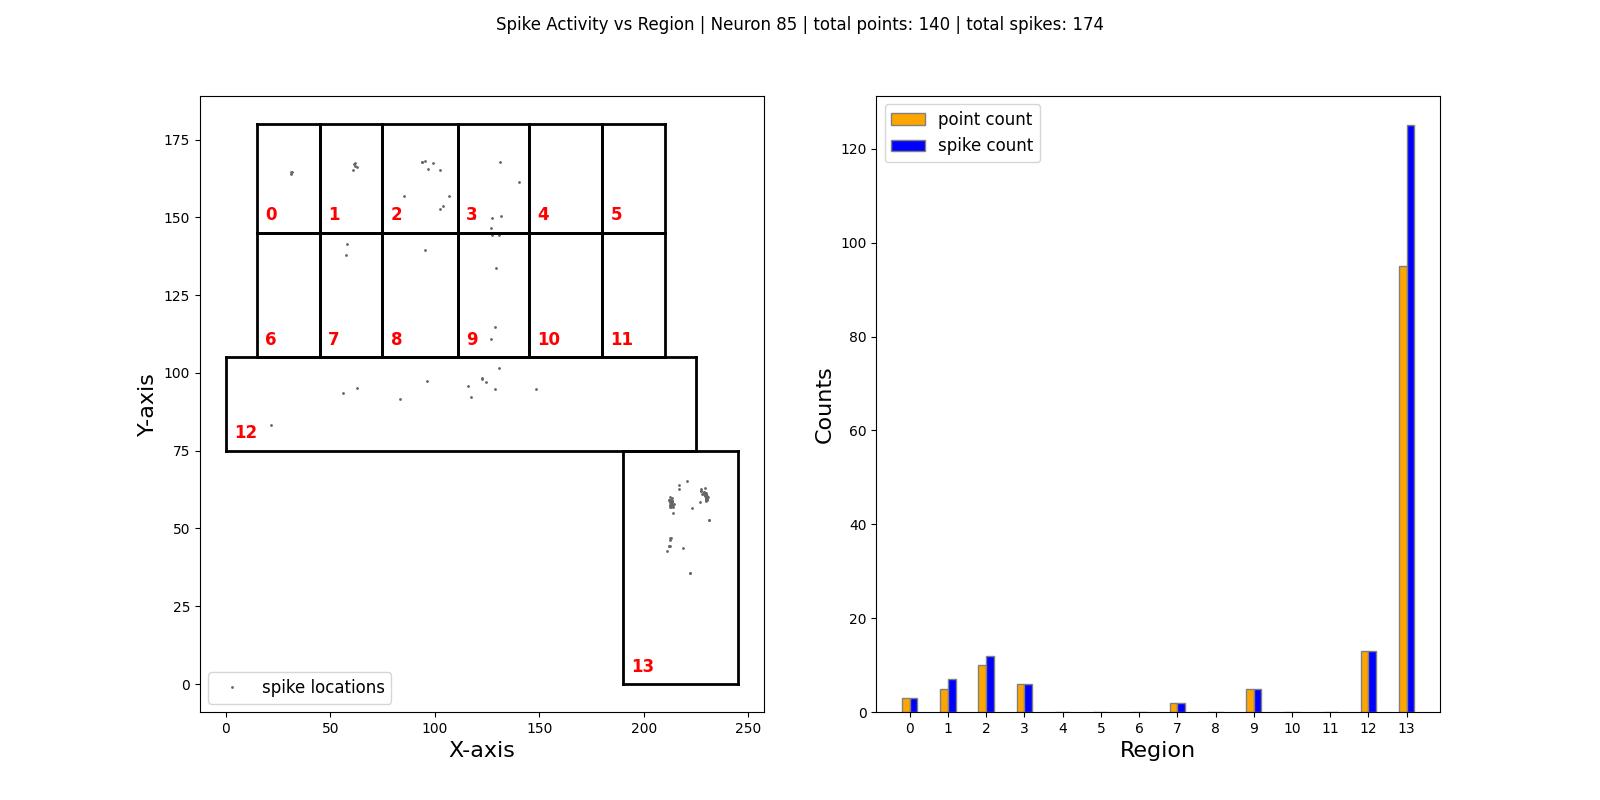 Spike Activity vs Region | Neuron 85 | total points: 140 | total spikes: 174
175
150
125
100
75
50
25
0
Y-axis
0 1 2 3 4 5
6 7 8 9 10 11
12
13
spike locations
0 50 100 150 200 250
X-axis
point count
spike count
120
100
80
60
40
20
0
Counts
0 1 2 3 4 5 6 7 8 9 10 11 12 13
Region